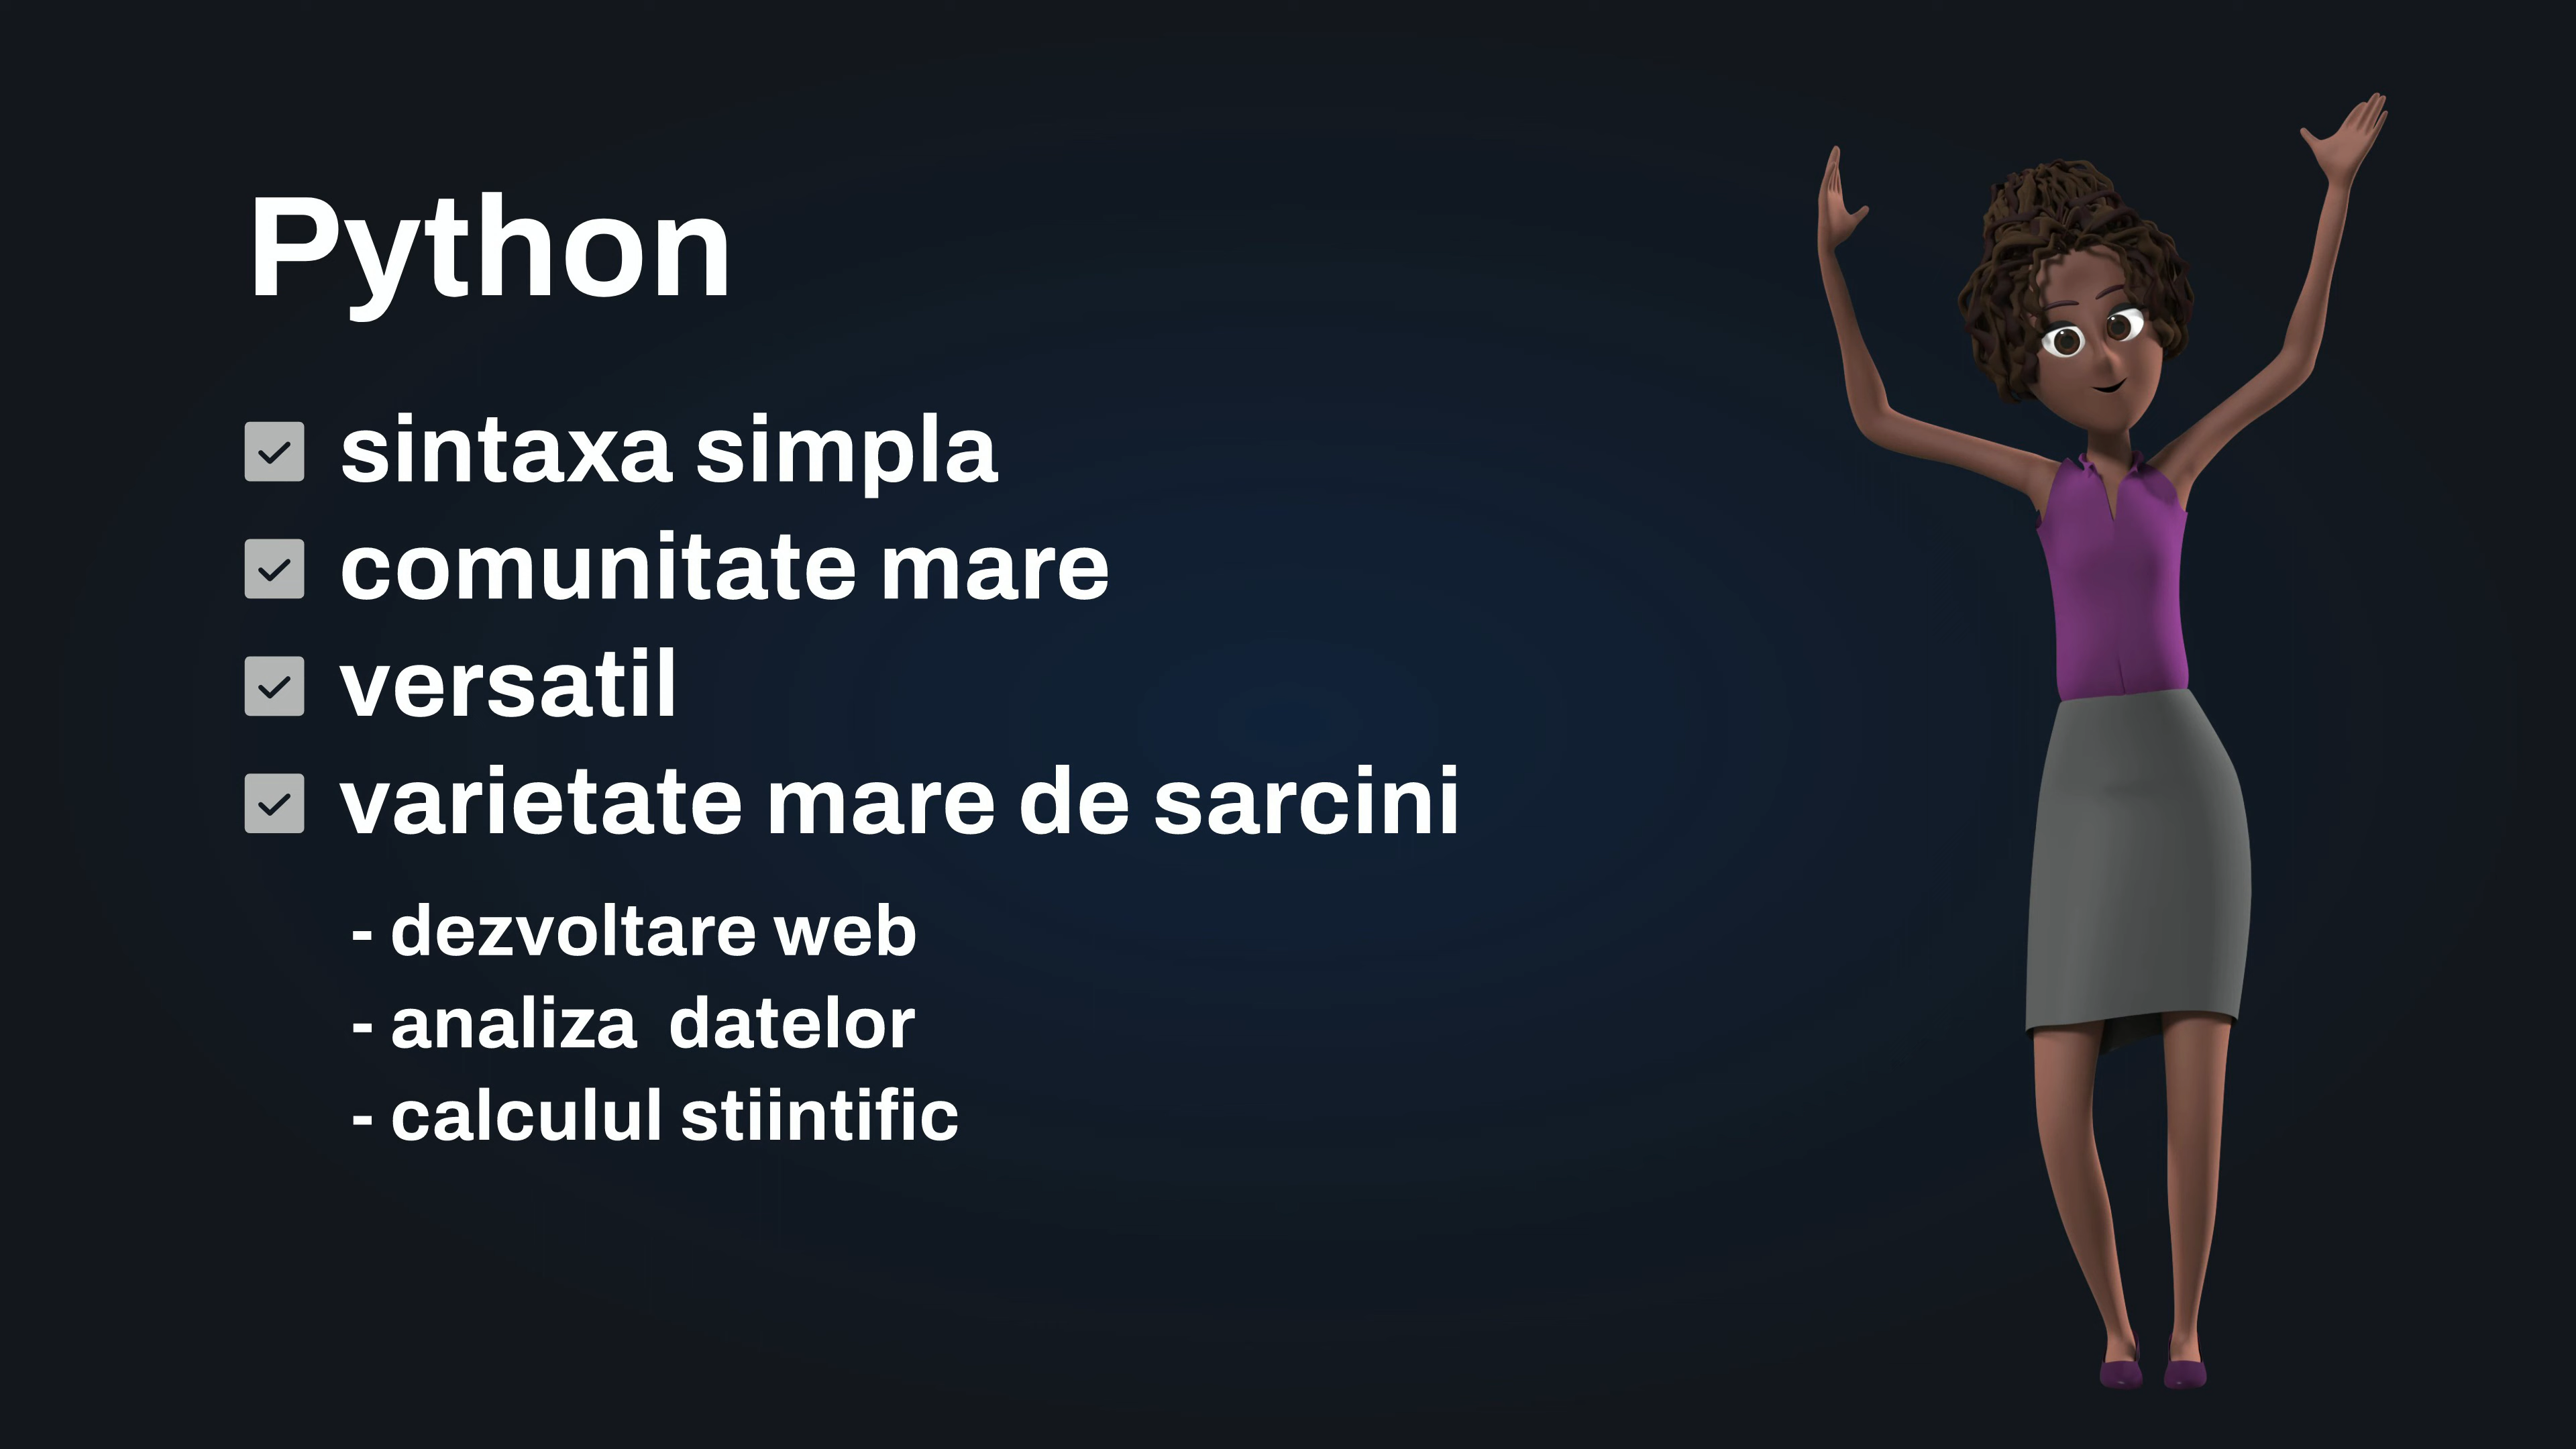 Python
sintaxa simpla
comunitate mare
versatil
varietate mare de sarcini
- dezvoltare web
- analiza  datelor
- calculul stiintific